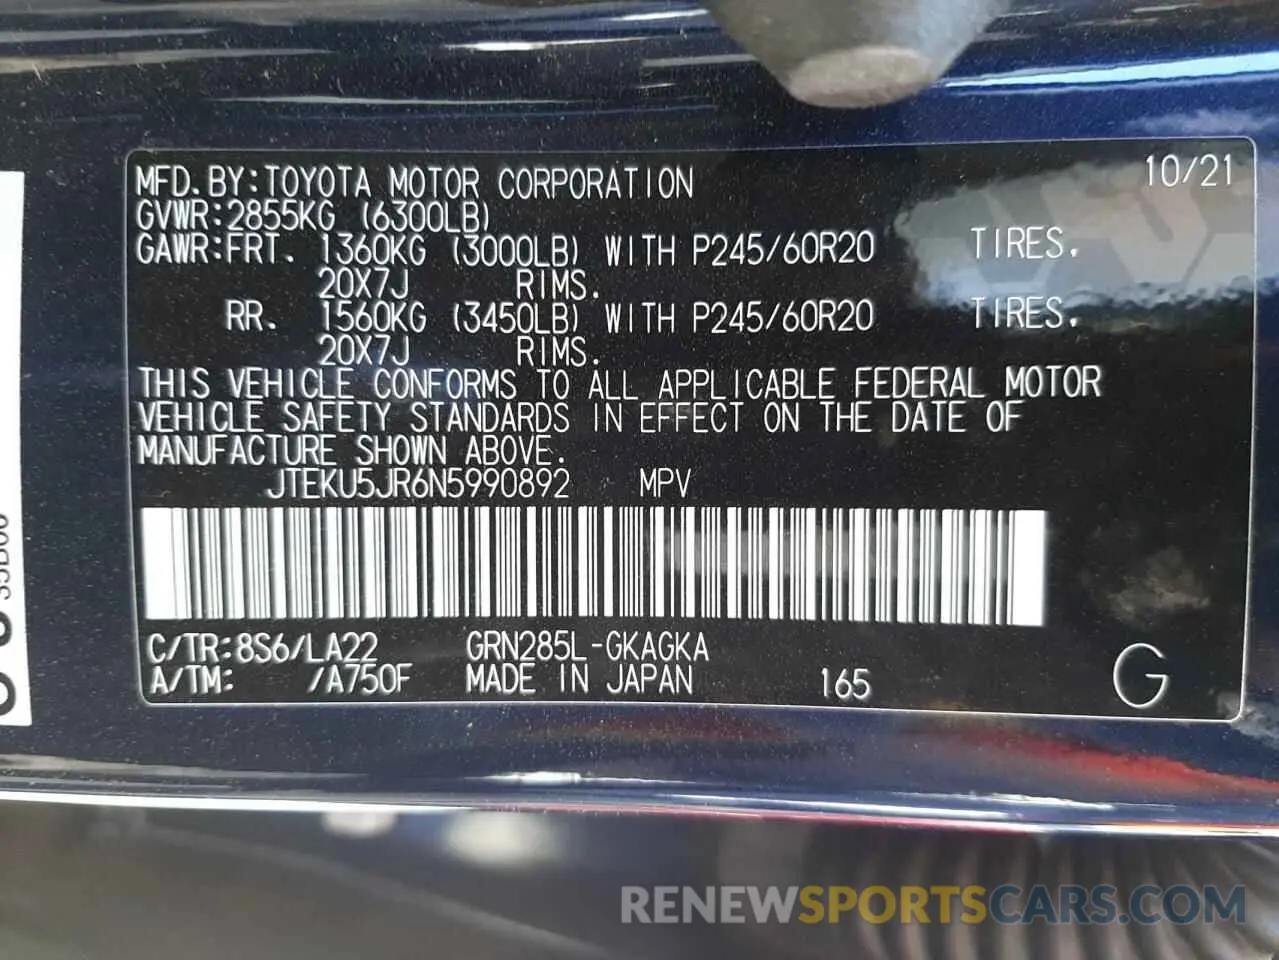 MFD.BY:TOYOTA MOTOR CORPORATION 10/21
GVWR:2855KG (6300LB)
GAWR:FRT. 1360KG (3000LB) WITH P245/60R20 TIRES.
20X7J RIMS.
RR. 1560KG (3450LB) WITH P245/60R20 TIRES.
20X7J RIMS.
THIS VEHICLE CONFORMS TO ALL APPLICABLE FEDERAL MOTOR
VEHICLE SAFETY STANDARDS IN EFFECT ON THE DATE OF
MANUFACTURE SHOWN ABOVE.
JTEKU5JR6N5990892 MPV
C/TR:8S6/LA22 GRN285L-GKAGKA
A/TM: /A750F MADE IN JAPAN 165 G
RENEWSPORTSCARS.COM